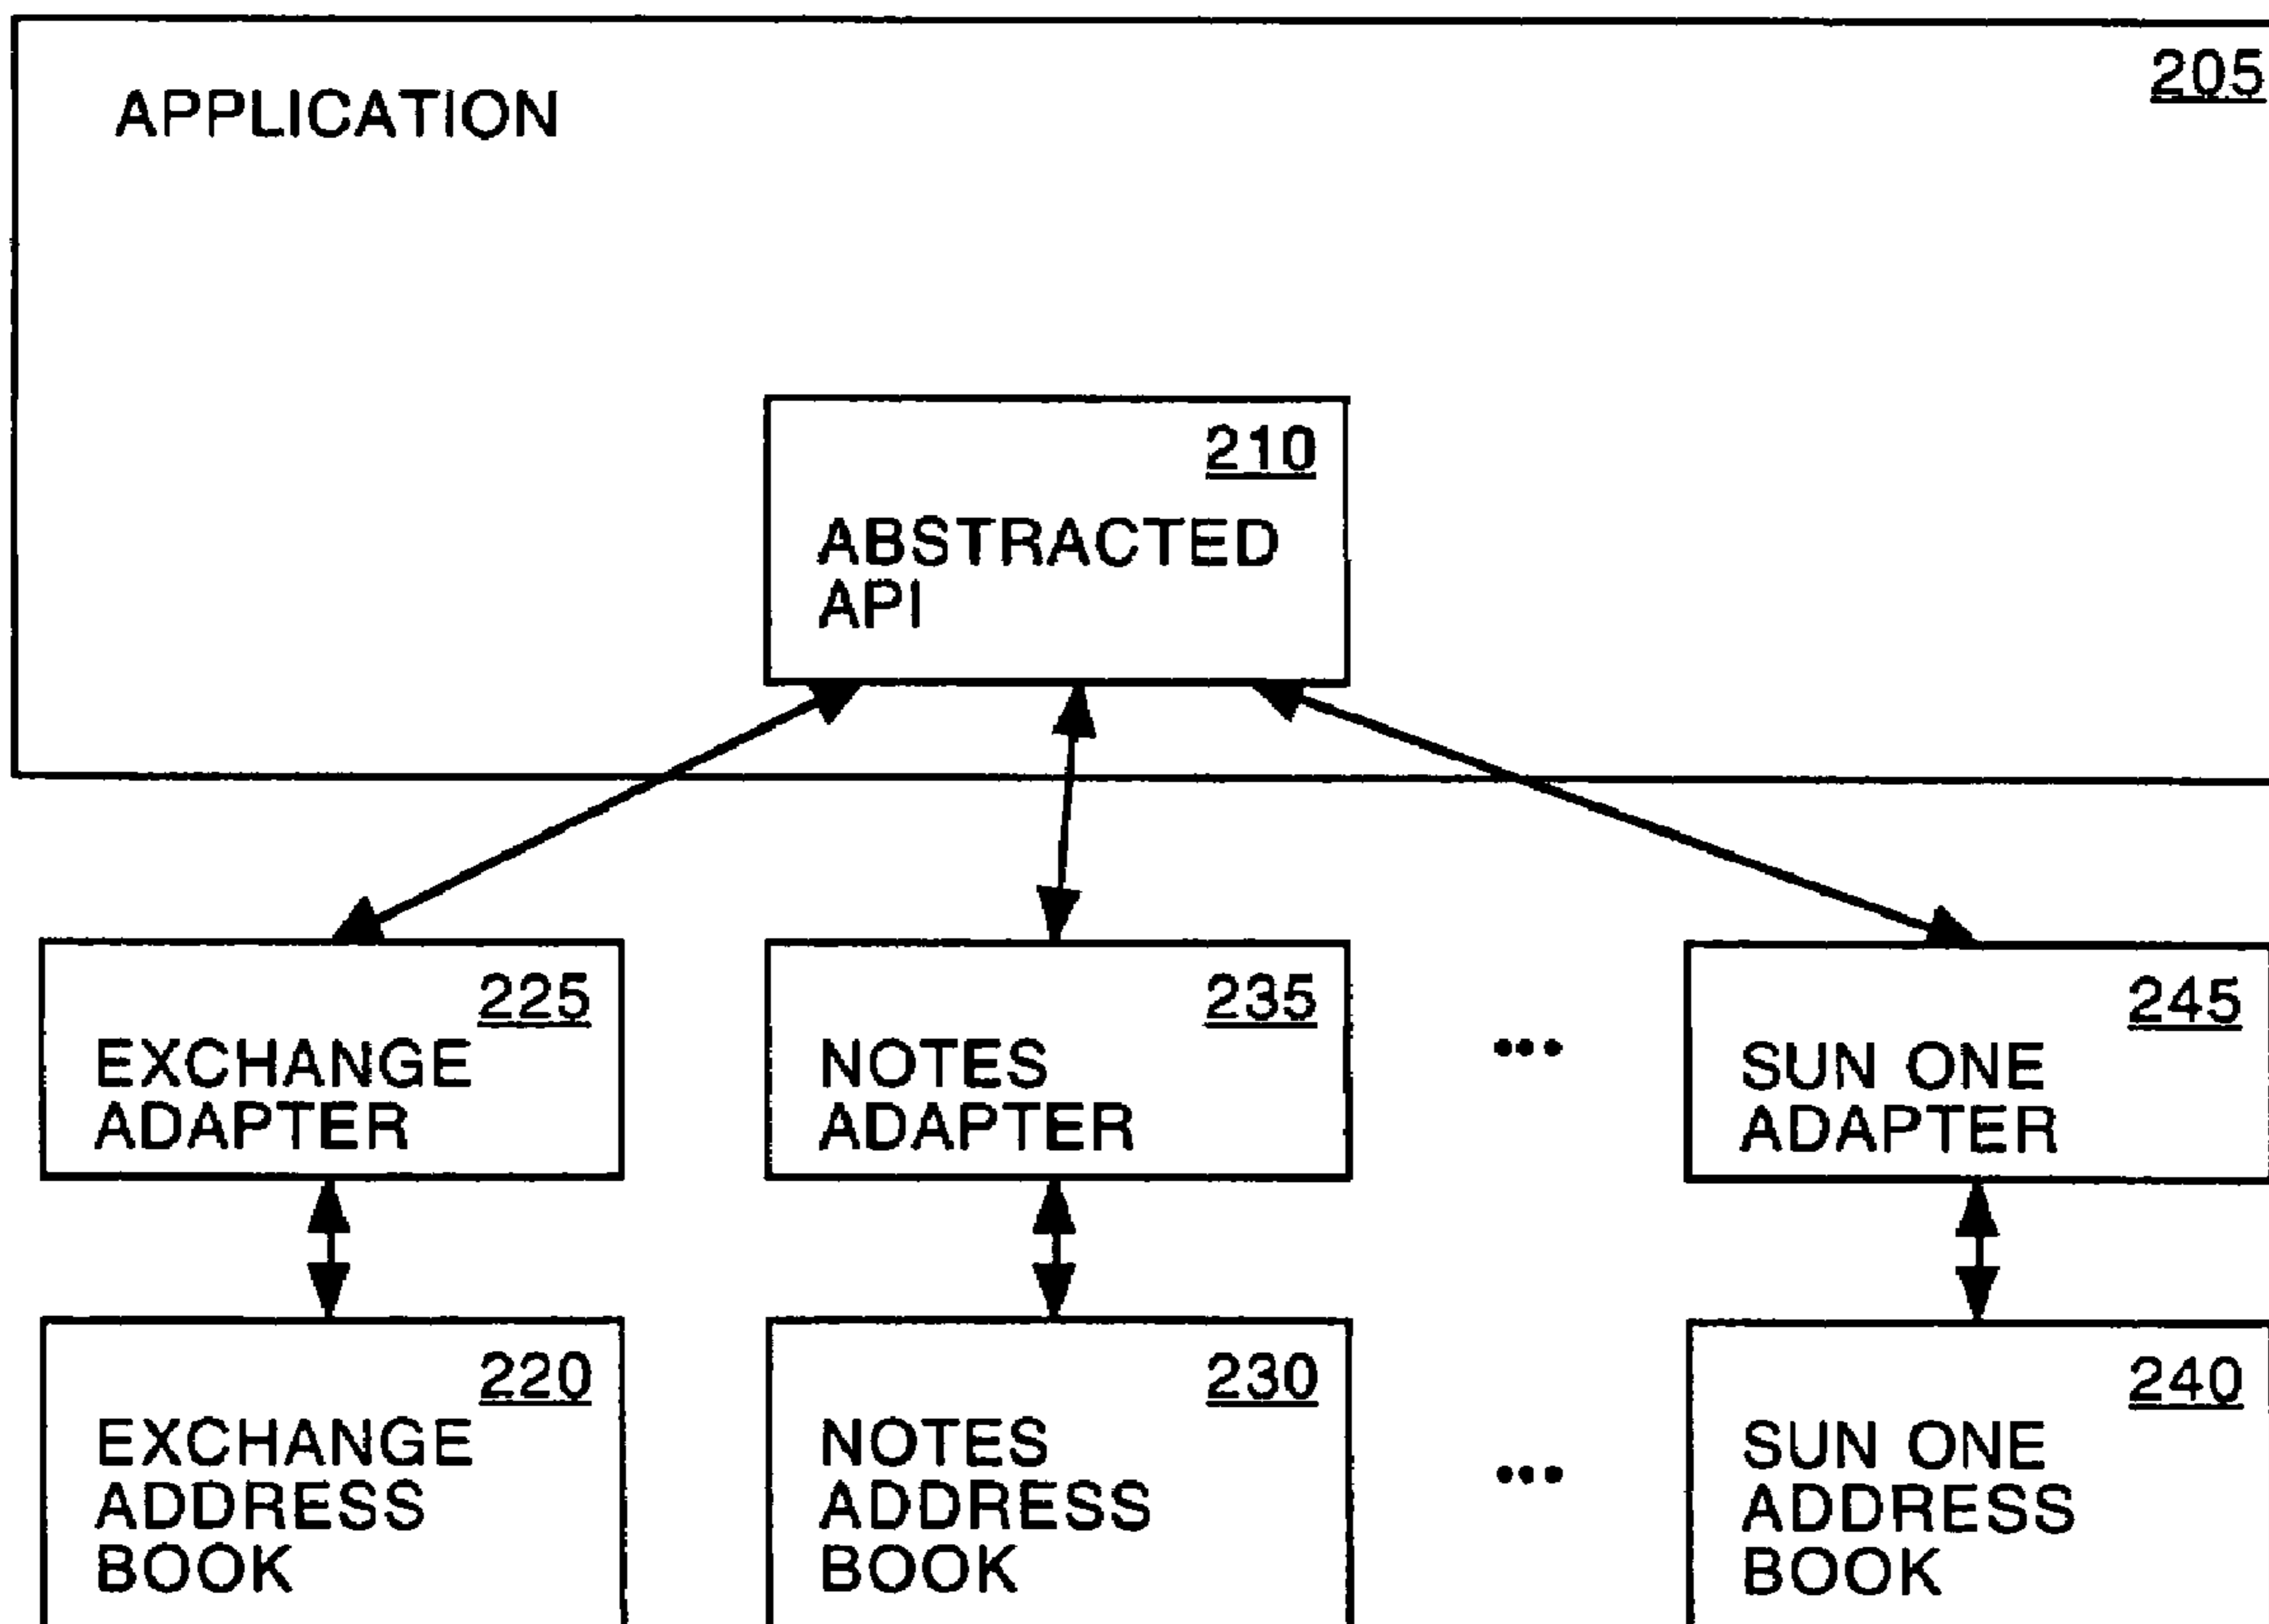 205
APPLICATION
210
ABSTRACTED
API
225
EXCHANGE
ADAPTER
235
NOTES
ADAPTER
•••
245
SUN ONE
ADAPTER
220
EXCHANGE
ADDRESS
BOOK
230
NOTES
ADDRESS
BOOK
•••
240
SUN ONE
ADDRESS
BOOK